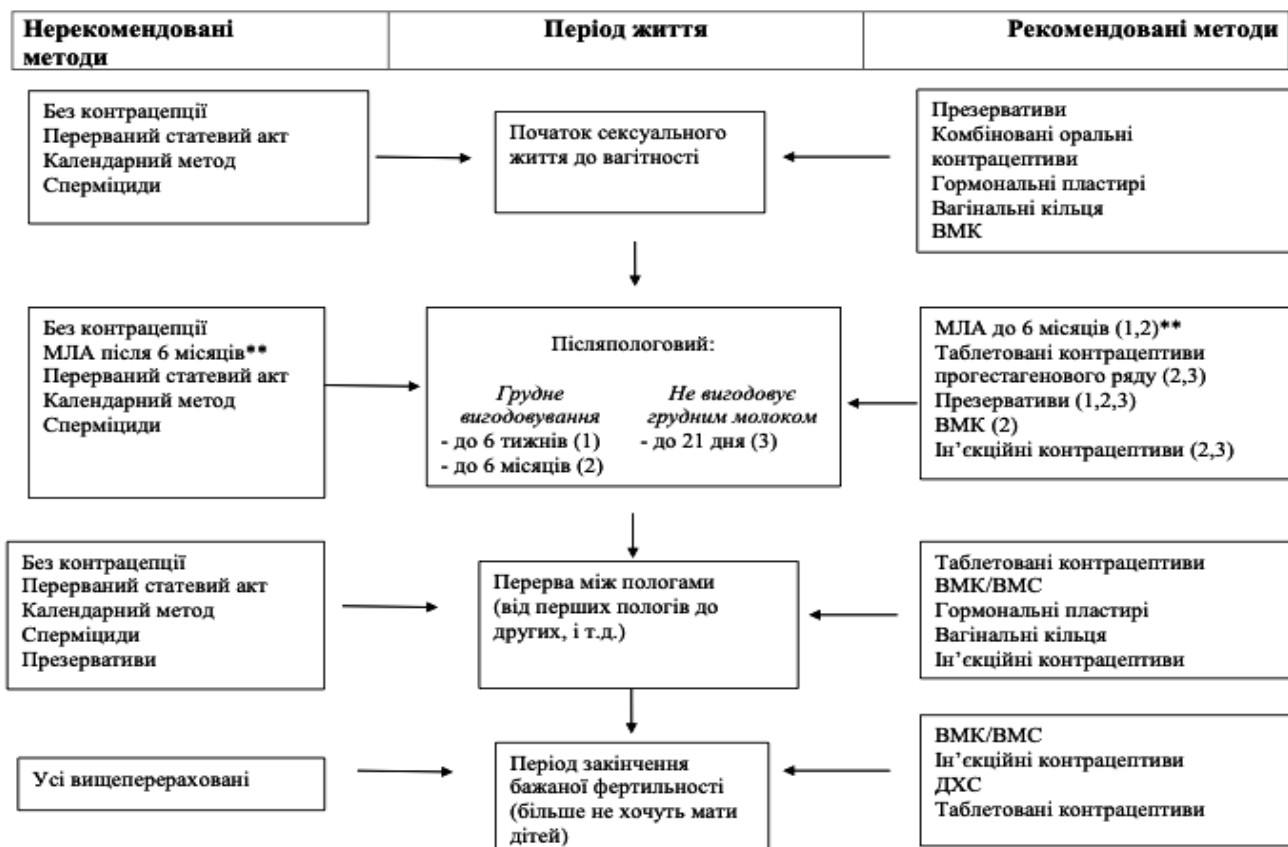 Нерекомендовані
методи
Період життя
Рекомендовані методи
Без контрацепції
Перерваний статевий акт
Календарний метод
Сперміциди
Початок сексуального
життя до вагітності
Презервативи
Комбіновані оральні
контрацептиви
Гормональні пластирі
Вагінальні кільця
ВМК
Без контрацепції
МЛА після 6 місяців**
Перерваний статевий акт
Календарний метод
Сперміциди
Післяпологовий:
Грудне
вигодовування
- до 6 тижнів (1)
- до 6 місяців (2)
Не вигодовує
грудним молоком
- до 21 дня (3)
МЛА до 6 місяців (1,2)**
Таблетовані контрацептиви
прогестагенового ряду (2,3)
Презервативи (1,2,3)
ВМК (2)
Ін’єкційні контрацептиви (2,3)
Без контрацепції
Перерваний статевий акт
Календарний метод
Сперміциди
Презервативи
Перерва між пологами
(від перших пологів до
других, і т.д.)
Таблетовані контрацептиви
ВМК/ВМС
Гормональні пластирі
Вагінальні кільця
Ін’єкційні контрацептиви
Усі вищеперераховані
Період закінчення
бажаної фертильності
(більше не хочуть мати
дітей)
ВМК/ВМС
Ін’єкційні контрацептиви
ДХС
Таблетовані контрацептиви